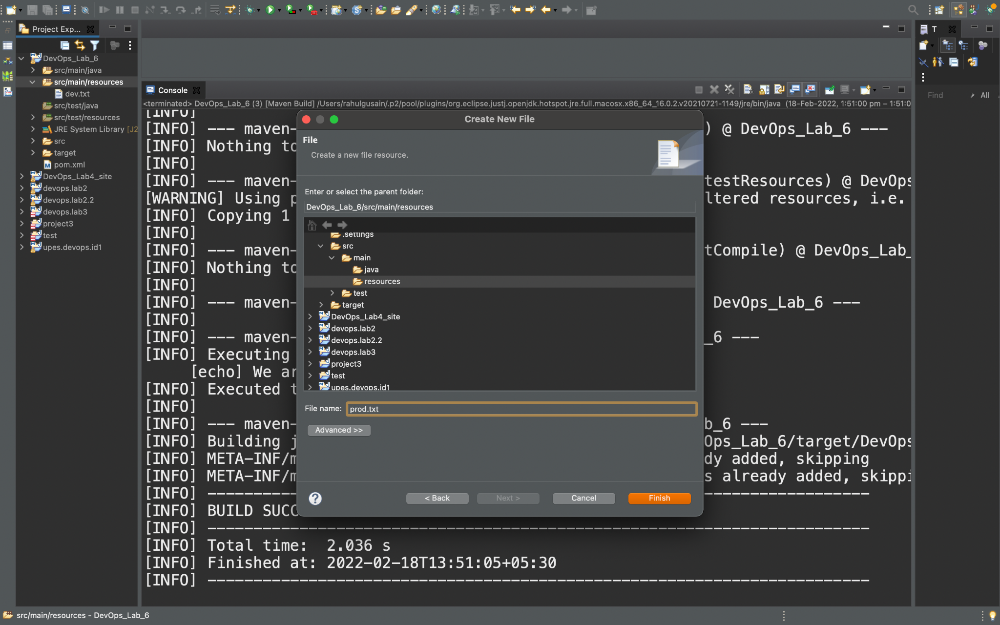 Project Exp...
T
DevOps_Lab_6
src/main/java
src/main/resources
dev.txt
src/test/java
src/test/resources
JRE System Library [J2
src
target
pom.xml
DevOps_Lab4_site
devops.lab2
devops.lab2.2
devops.lab3
project3
test
upes.devops.id1
Find
All
Console
<terminated> DevOps_Lab_6 (3) [Maven Build] /Users/rahulgusain/.p2/pool/plugins/org.eclipse.justj.openjdk.hotspot.jre.full.macosx.x86_64_16.0.2.v20210721-1149/jre/bin/java (18-Feb-2022, 1:51:00 pm – 1:51:0
[INFO]
[INFO] --- maven- ) @ DevOps_Lab_6 ---
[INFO] Nothing to
[INFO]
[INFO] --- maven- testResources) @ DevOps
[WARNING] Using p ltered resources, i.e.
[INFO] Copying 1
[INFO]
[INFO] --- maven- tCompile) @ DevOps_Lab_
[INFO] Nothing to
[INFO]
[INFO] --- maven- DevOps_Lab_6 ---
[INFO]
[INFO] --- maven- _6 ---
[INFO] Executing
[echo] We ar
[INFO] Executed t
[INFO]
[INFO] --- maven- b_6 ---
[INFO] Building j Ops_Lab_6/target/DevOps
[INFO] META-INF/m dy added, skipping
[INFO] META-INF/m s already added, skippi
[INFO] ------------------------------------------------------------------------
[INFO] BUILD SUCC
[INFO] ------------------------------------------------------------------------
[INFO] Total time:  2.036 s
[INFO] Finished at: 2022-02-18T13:51:05+05:30
[INFO] ------------------------------------------------------------------------
Create New File
File
Create a new file resource.
Enter or select the parent folder:
DevOps_Lab_6/src/main/resources
.settings
src
main
java
resources
test
target
DevOps_Lab4_site
devops.lab2
devops.lab2.2
devops.lab3
project3
test
upes.devops.id1
File name: prod.txt
Advanced >>
?
< Back
Next >
Cancel
Finish
src/main/resources - DevOps_Lab_6